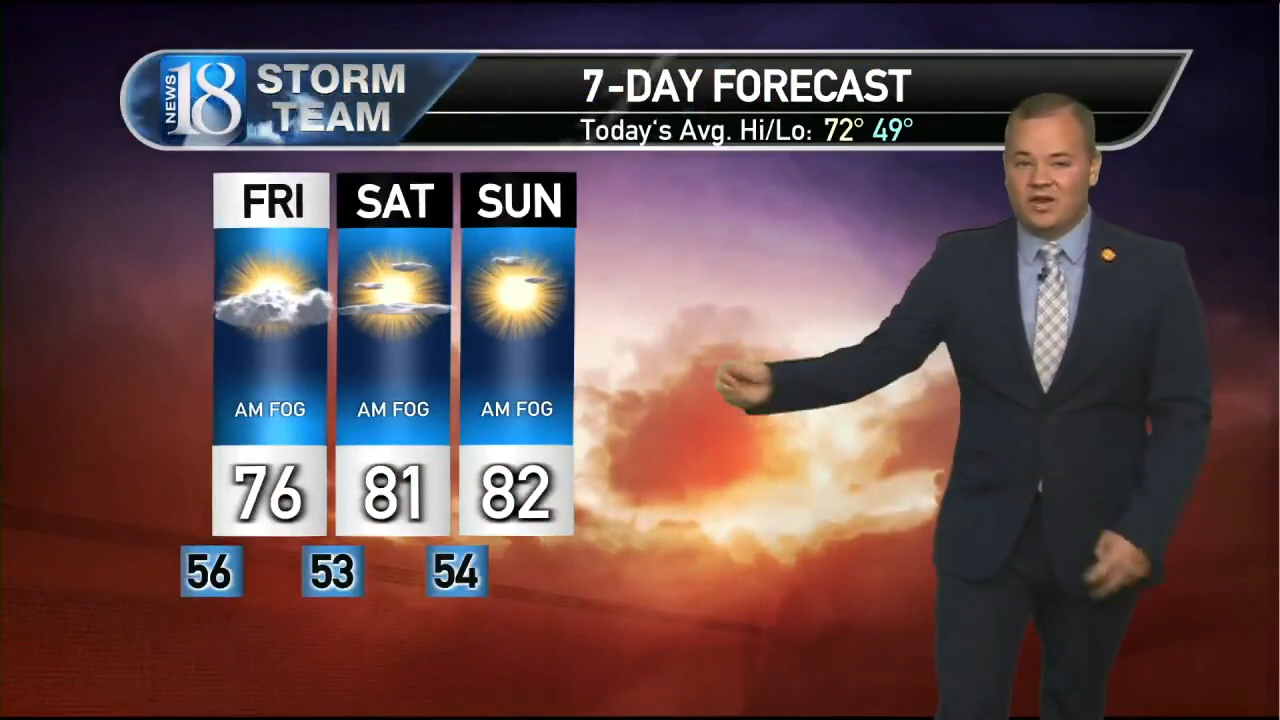 NEWS 18
STORM
TEAM
7-DAY FORECAST
Today's Avg. Hi/Lo: 72° 49°
FRI SAT SUN
AM FOG AM FOG AM FOG
76 81 82
56 53 54